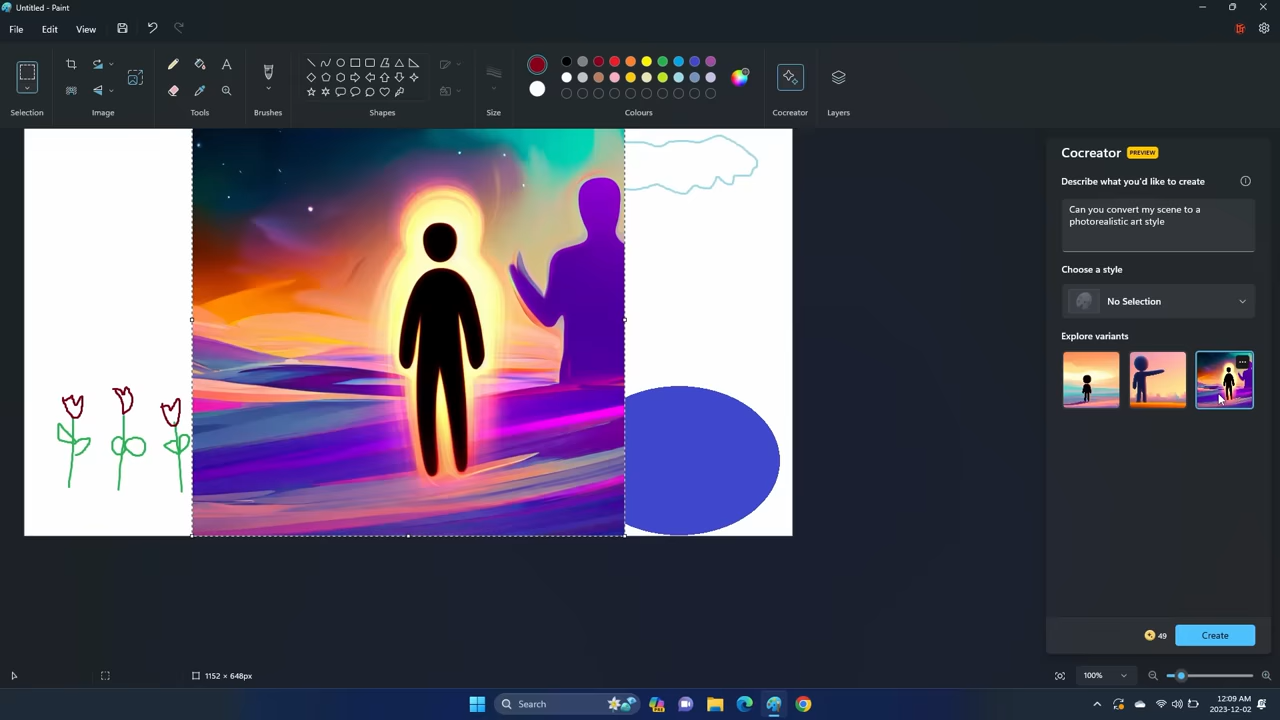 Untitled - Paint
File Edit View
Selection
Image
Tools
Brushes
Shapes
Size
Colours
Cocreator
Layers
Cocreator PREVIEW
Describe what you'd like to create
Can you convert my scene to a
photorealistic art style
Choose a style
No Selection
Explore variants
49
Create
1152 × 648px
100%
Search
12:09 AM
2023-12-02